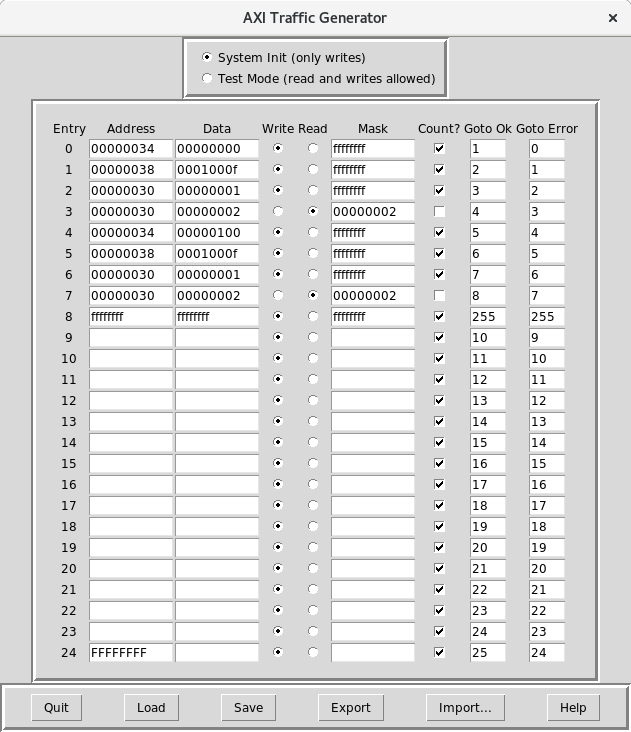 AXI Traffic Generator
System Init (only writes)
Test Mode (read and writes allowed)
Entry Address Data Write Read Mask Count? Goto Ok Goto Error
0 00000034 00000000 ffffffff 1 0
1 00000038 0001000f ffffffff 2 1
2 00000030 00000001 ffffffff 3 2
3 00000030 00000002 00000002 4 3
4 00000034 00000100 ffffffff 5 4
5 00000038 0001000f ffffffff 6 5
6 00000030 00000001 ffffffff 7 6
7 00000030 00000002 00000002 8 7
8 ffffffff ffffffff ffffffff 255 255
9 10 9
10 11 10
11 12 11
12 13 12
13 14 13
14 15 14
15 16 15
16 17 16
17 18 17
18 19 18
19 20 19
20 21 20
21 22 21
22 23 22
23 24 23
24 FFFFFFFF 25 24
Quit Load Save Export Import... Help